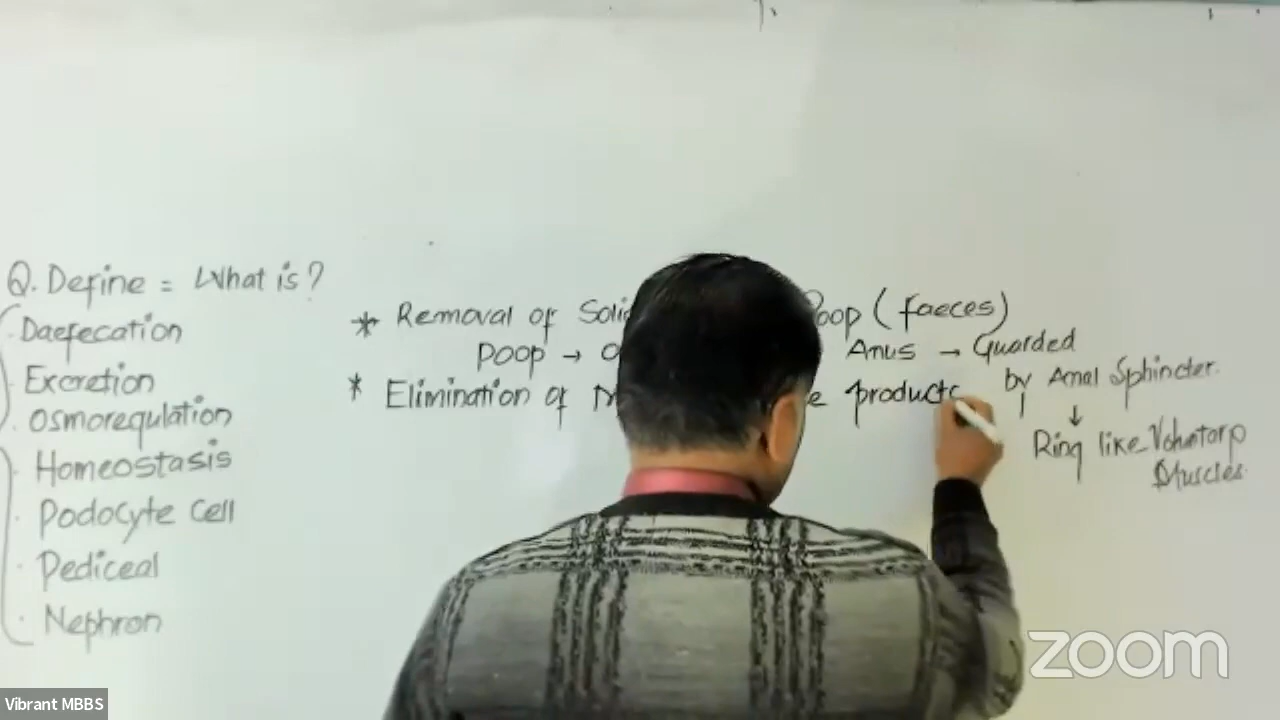 Q. Define = What is?
Daefecation
Excretion
Osmoregulation
Homeostasis
Podocyte Cell
Pediceal
Nephron
* Removal of Solid Poop (faeces)
Poop → Anus → Guarded
by Anal Sphincter.
↓
Ring like Voluntary
Muscles
* Elimination of products
zoom
Vibrant MBBS